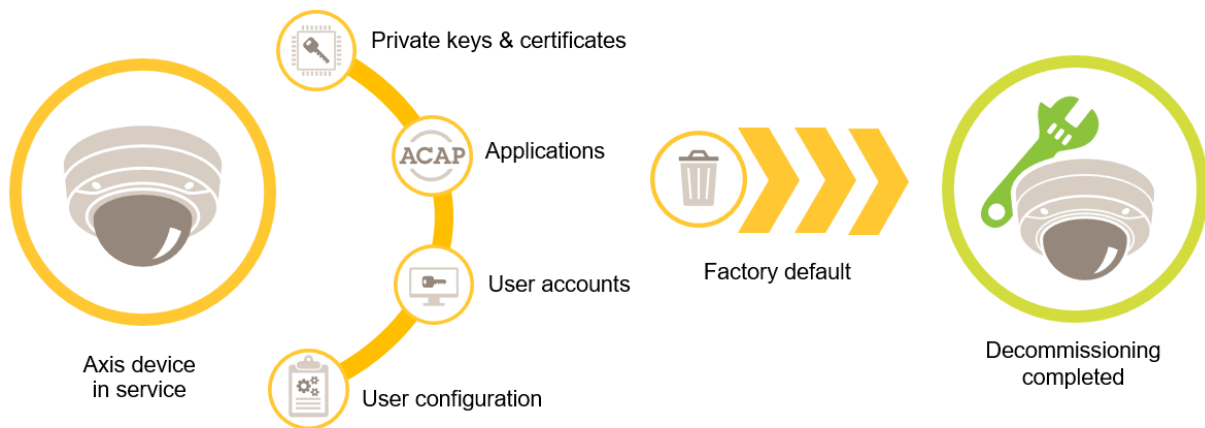 Private keys & certificates
ACAP
Applications
User accounts
Factory default
Axis device
in service
User configuration
Decommissioning
completed